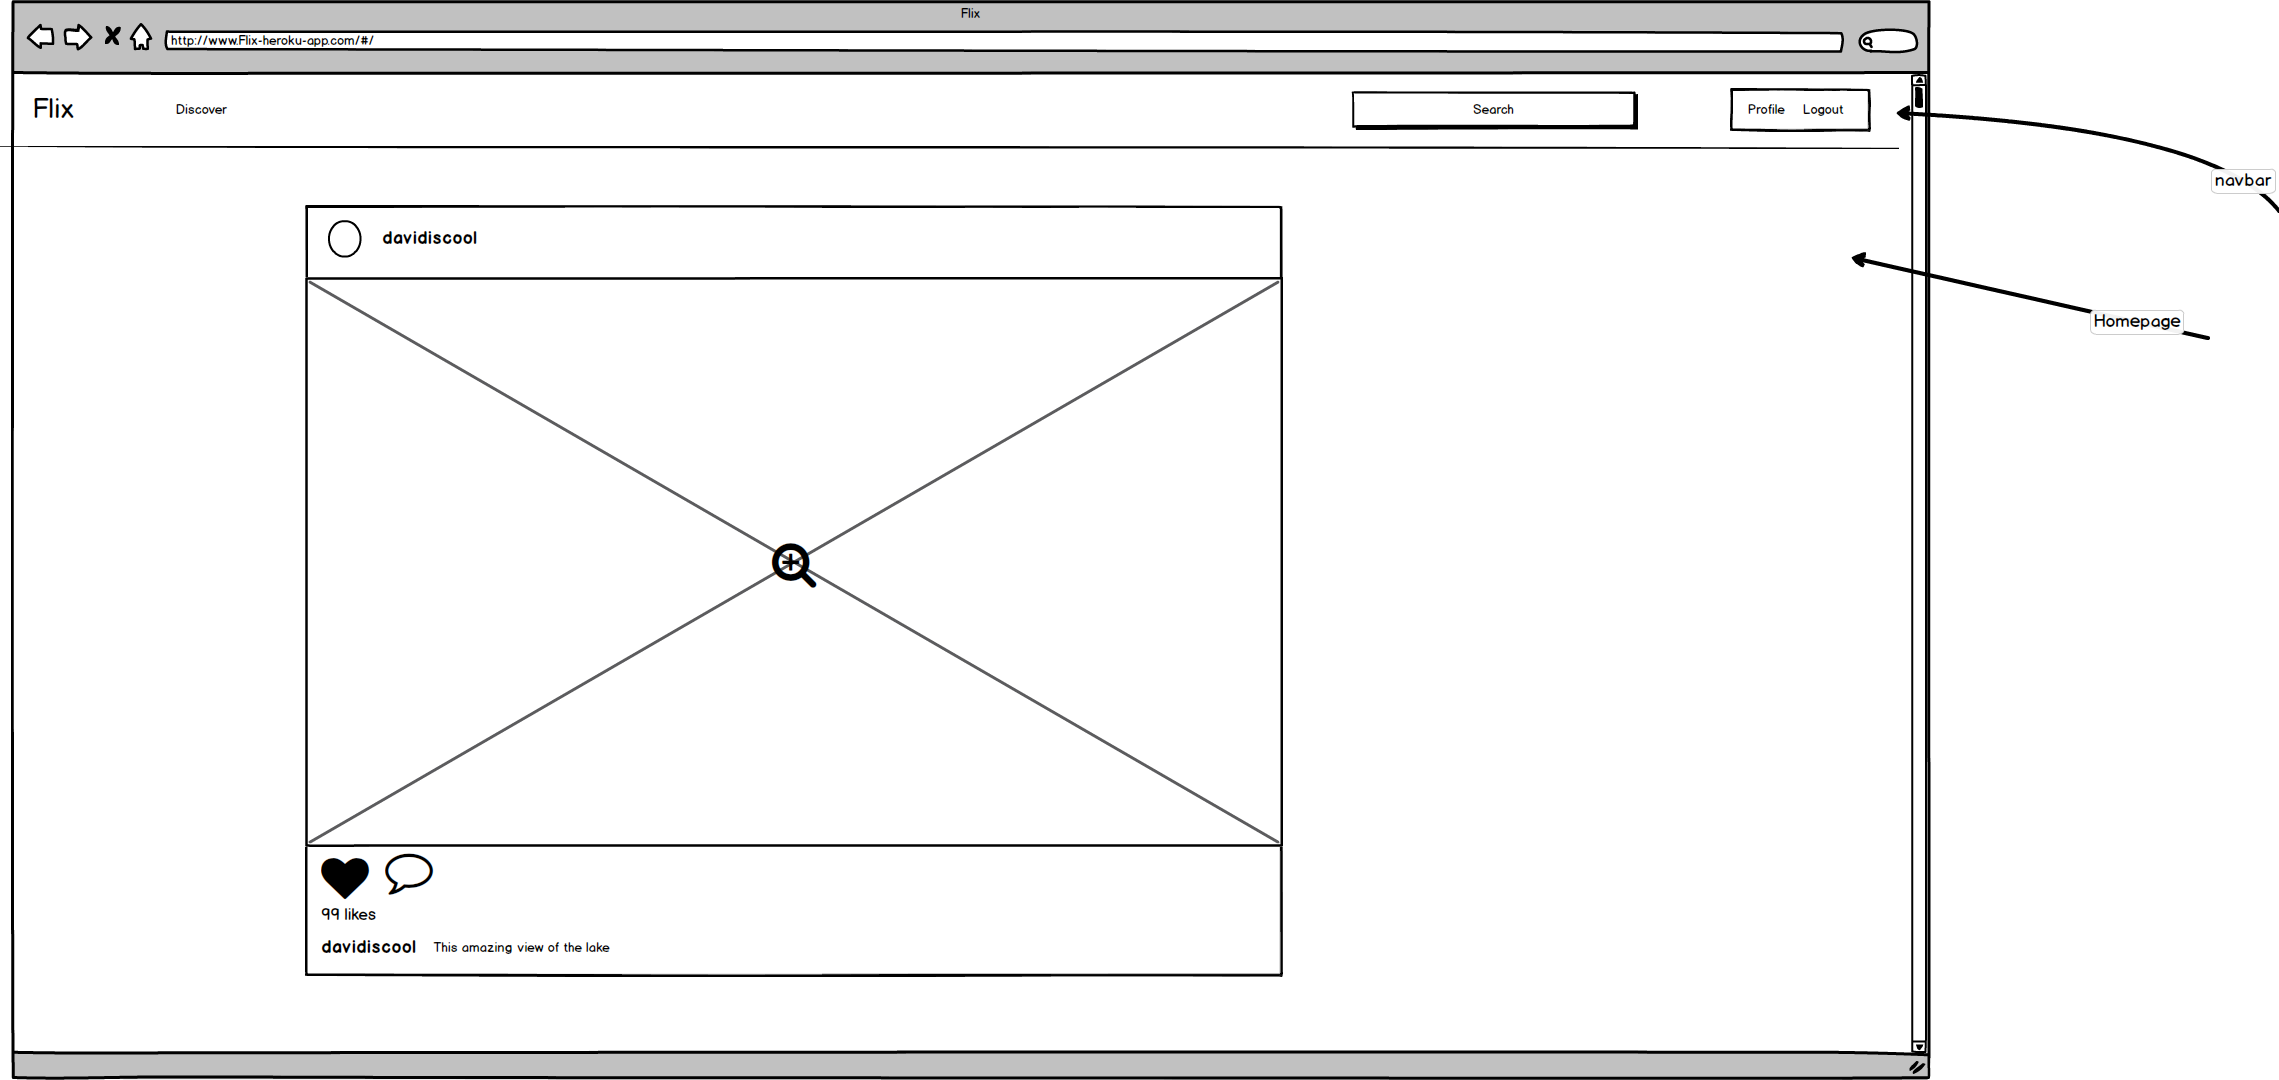 Flix
http://www.Flix-heroku-app.com/#/
Flix Discover Search Profile Logout
navbar
davidiscool
Homepage
99 likes
davidiscool This amazing view of the lake